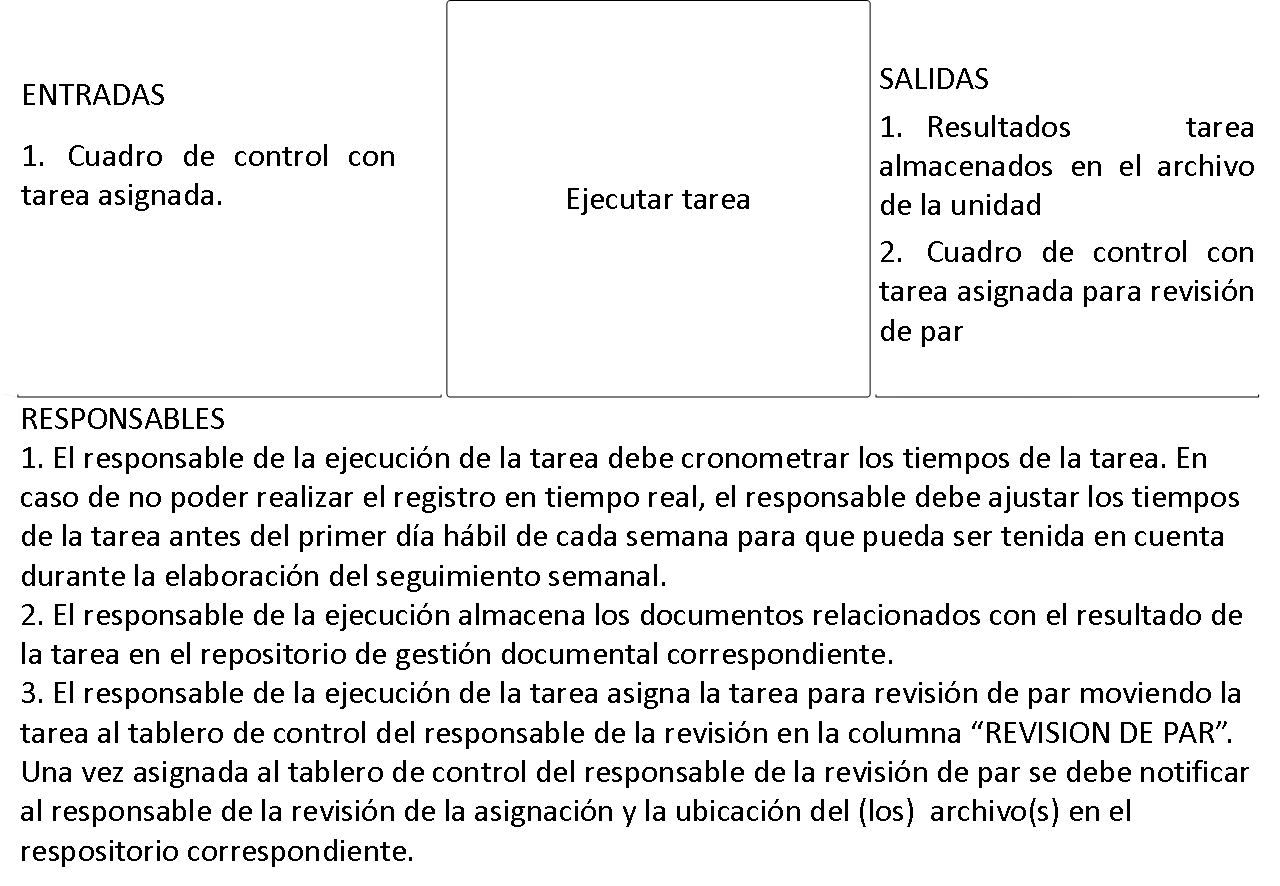 ENTRADAS
1. Cuadro de control con
tarea asignada.
Ejecutar tarea
SALIDAS
1. Resultados tarea
almacenados en el archivo
de la unidad
2. Cuadro de control con
tarea asignada para revisión
de par
RESPONSABLES
1. El responsable de la ejecución de la tarea debe cronometrar los tiempos de la tarea. En
caso de no poder realizar el registro en tiempo real, el responsable debe ajustar los tiempos
de la tarea antes del primer día hábil de cada semana para que pueda ser tenida en cuenta
durante la elaboración del seguimiento semanal.
2. El responsable de la ejecución almacena los documentos relacionados con el resultado de
la tarea en el repositorio de gestión documental correspondiente.
3. El responsable de la ejecución de la tarea asigna la tarea para revisión de par moviendo la
tarea al tablero de control del responsable de la revisión en la columna “REVISION DE PAR”.
Una vez asignada al tablero de control del responsable de la revisión de par se debe notificar
al responsable de la revisión de la asignación y la ubicación del (los) archivo(s) en el
respositorio correspondiente.